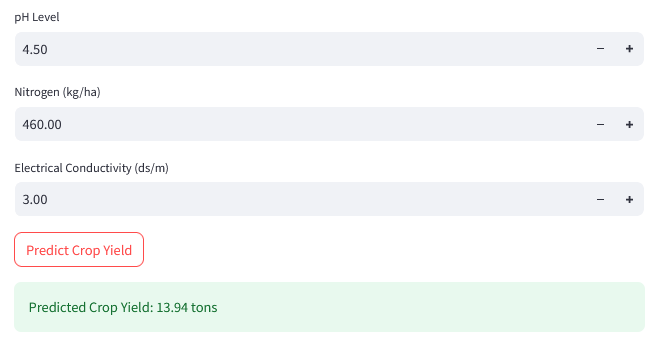 pH Level
4.50
Nitrogen (kg/ha)
460.00
Electrical Conductivity (ds/m)
3.00
Predict Crop Yield
Predicted Crop Yield: 13.94 tons